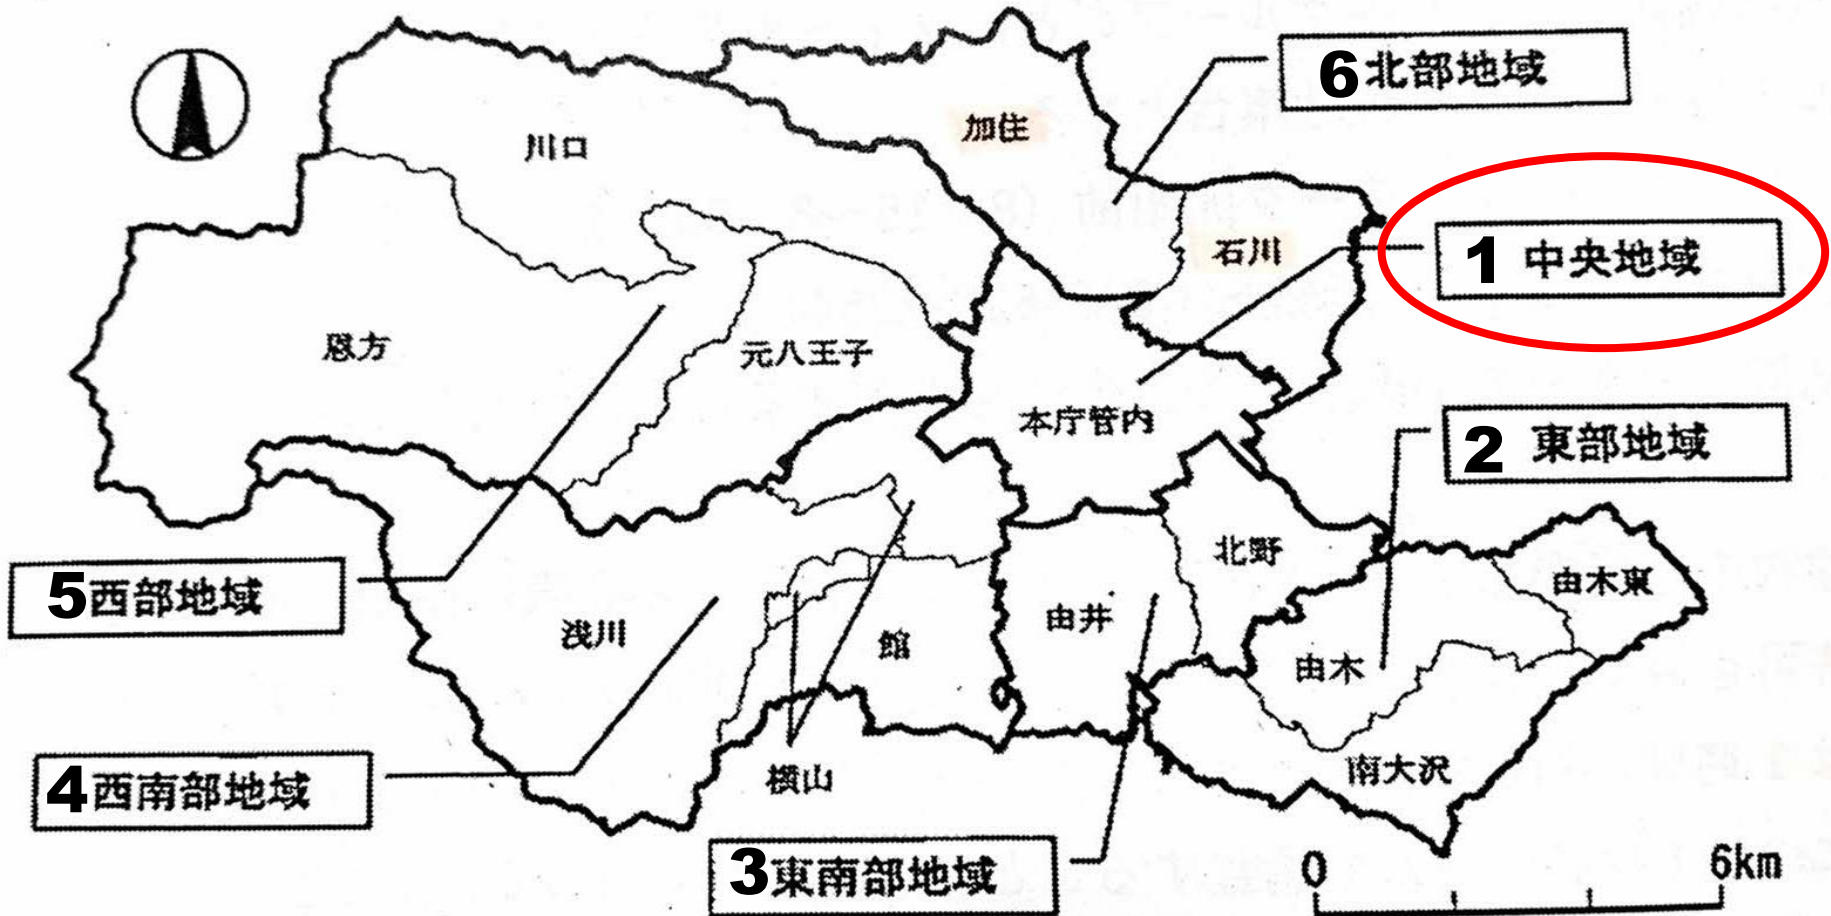 6北部地域
加住
川口
石川
1 中央地域
恩方
元八王子
本庁管内
2 東部地域
北野
5西部地域
由木東
由井
浅川
館
由木
南大沢
4西南部地域
横山
3東南部地域
0
6km